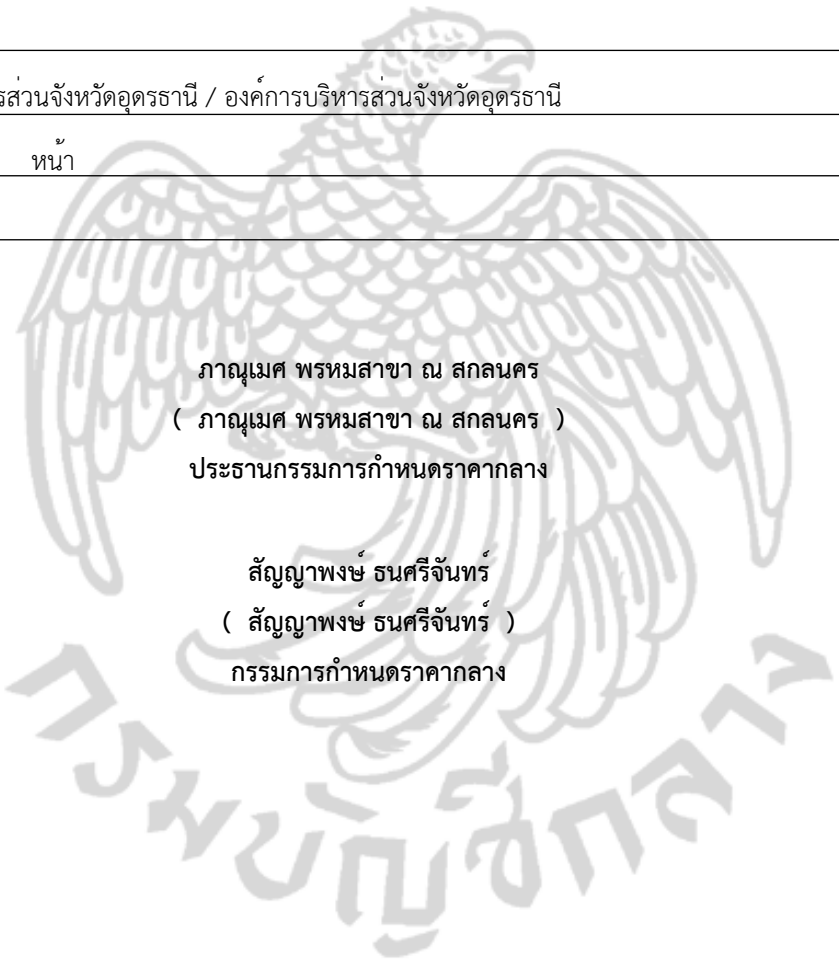 รส่วนจังหวัดอุดรธานี / องค์การบริหารส่วนจังหวัดอุดรธานี
หน้า
ภาณุเมศ พรหมสาขา ณ สกลนคร
( ภาณุเมศ พรหมสาขา ณ สกลนคร )
ประธานกรรมการกำหนดราคากลาง
สัญญาพงษ์ ธนศรีจันทร์
( สัญญาพงษ์ ธนศรีจันทร์ )
กรรมการกำหนดราคากลาง
กรมบัญชีกลาง